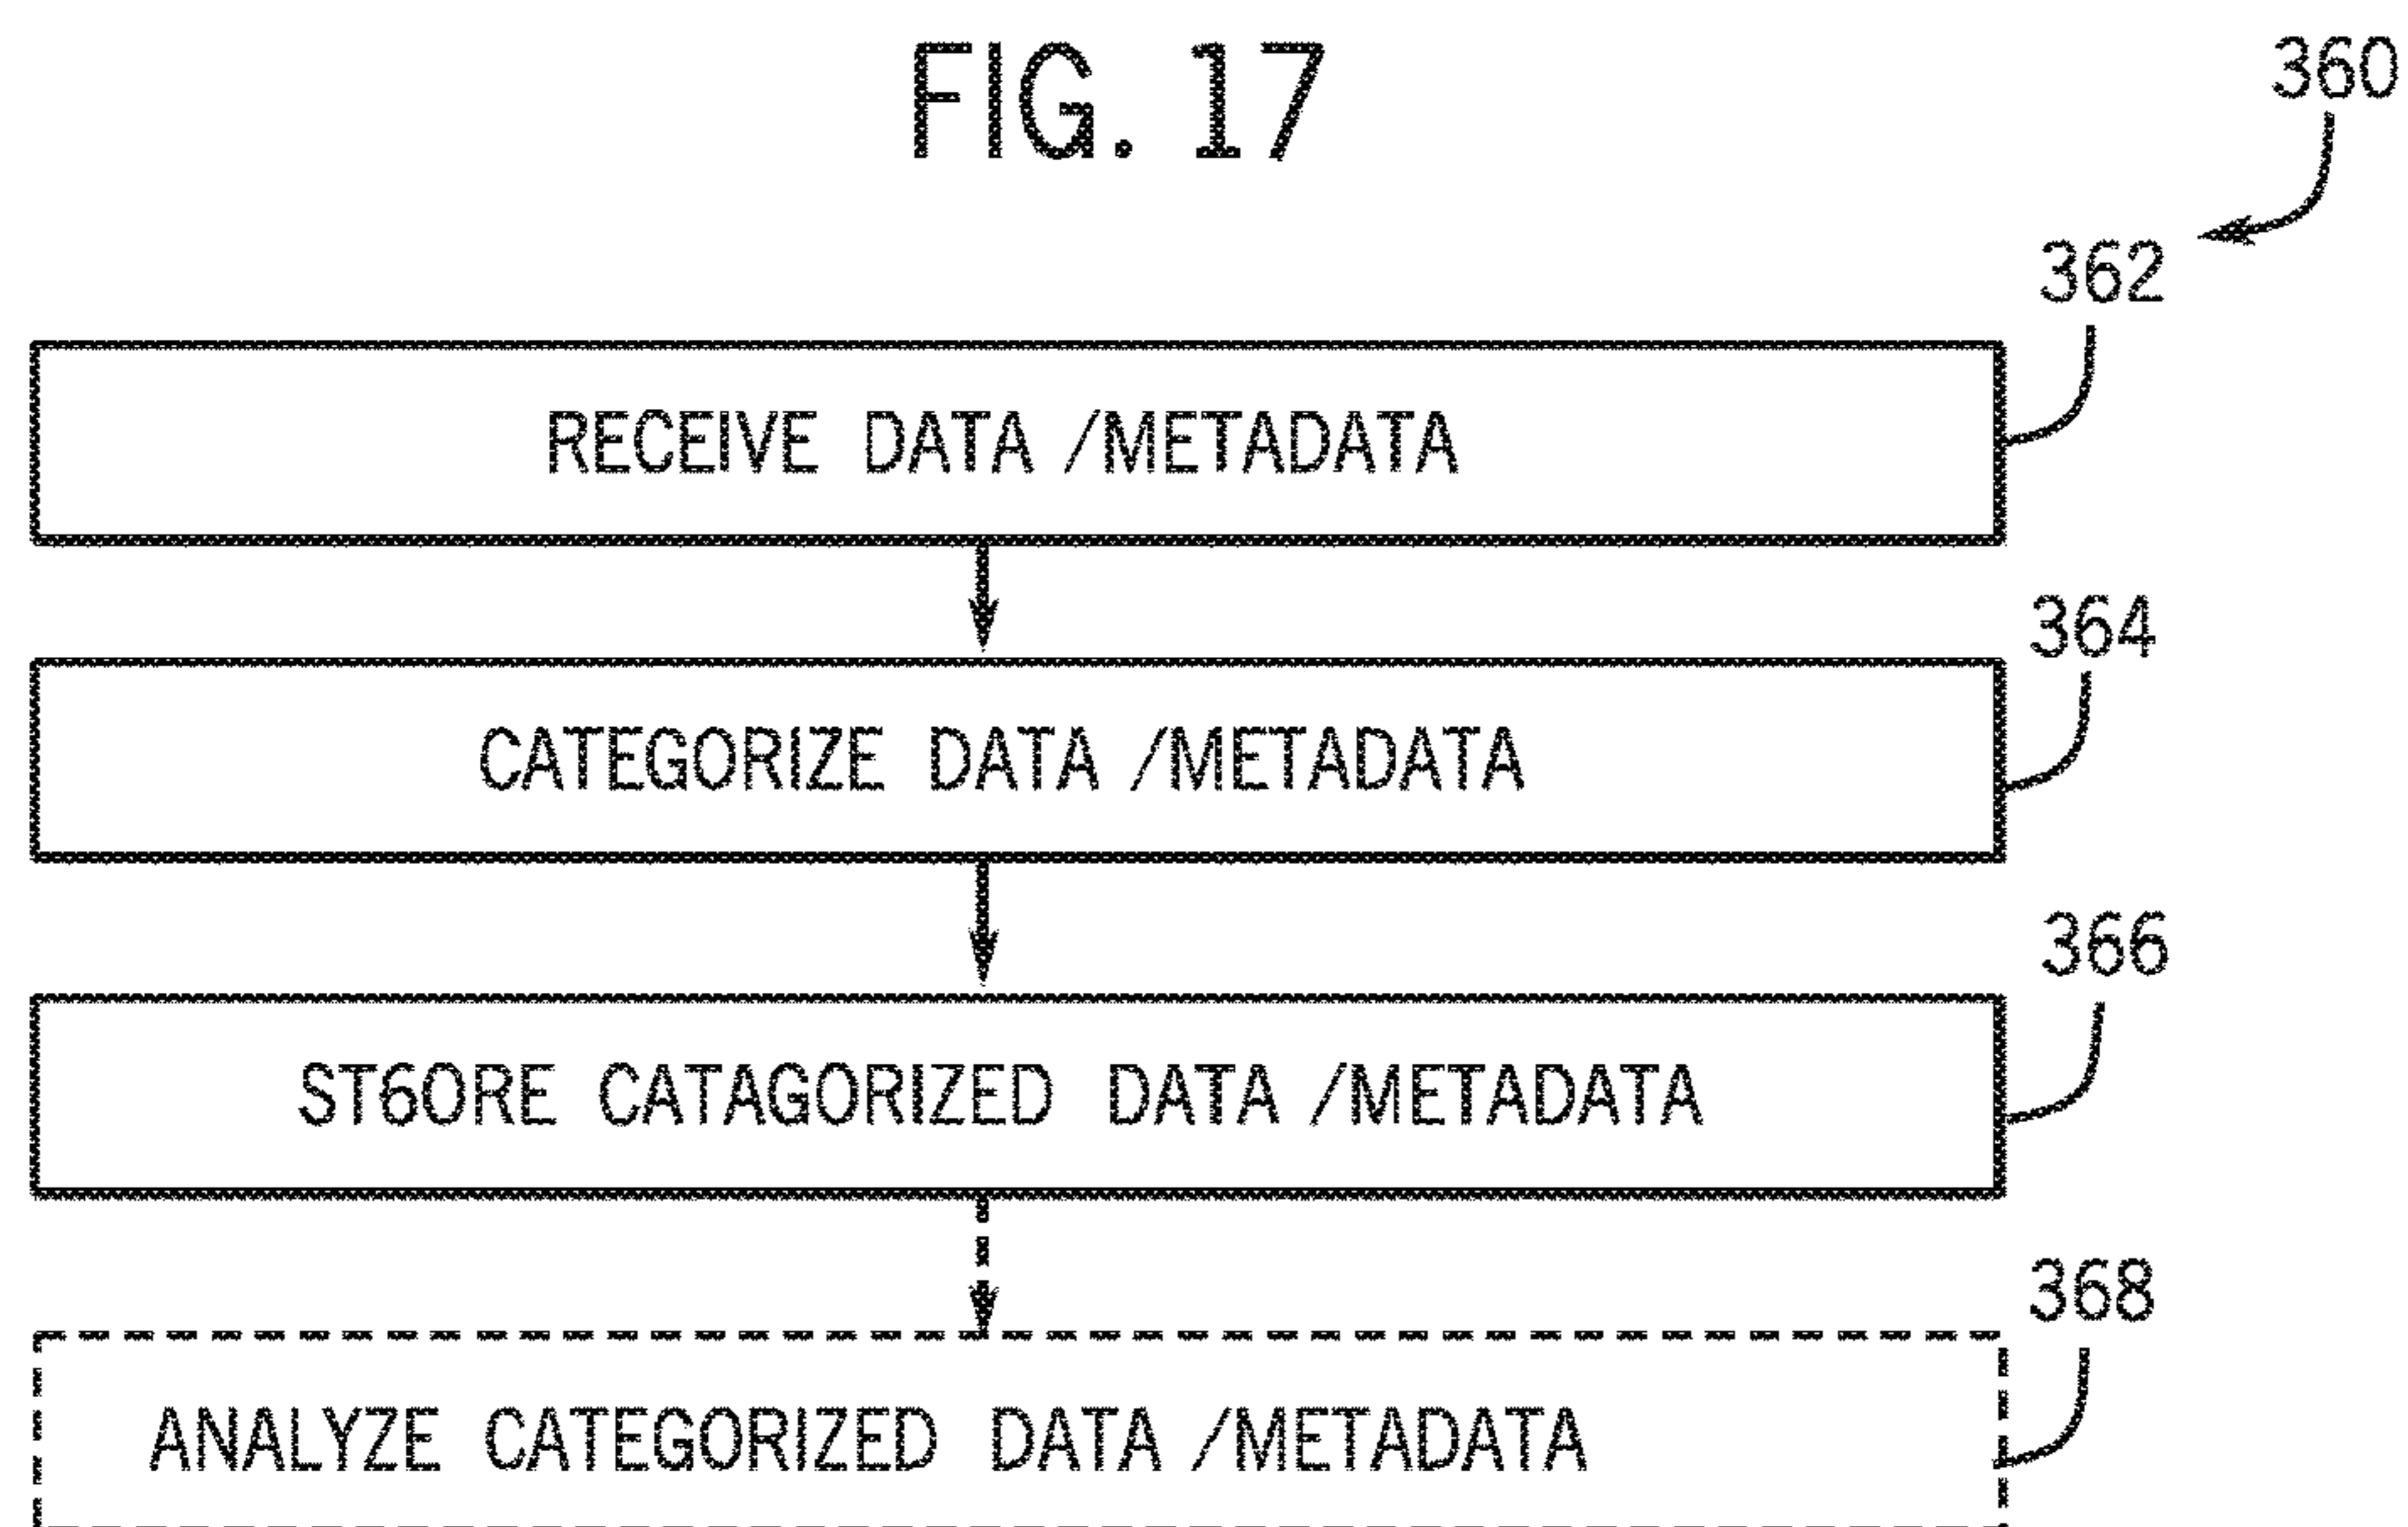 FIG. 17
360
362
RECEIVE DATA /METADATA
364
CATEGORIZE DATA /METADATA
366
ST6ORE CATAGORIZED DATA /METADATA
368
ANALYZE CATEGORIZED DATA /METADATA